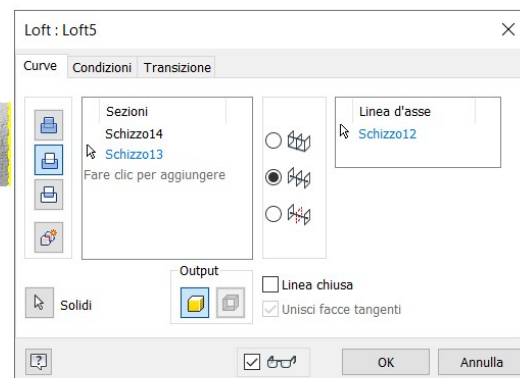 Loft : Loft5
Curve Condizioni Transizione
Sezioni
Schizzo14
Schizzo13
Fare clic per aggiungere
Linea d'asse
Schizzo12
Solidi
Output
Linea chiusa
Unisci facce tangenti
OK
Annulla